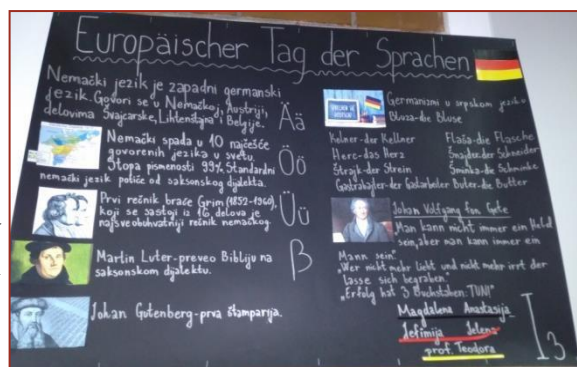 Europäischer Tag der Sprachen
Nemački jezik je zapadni germanski
jezik. Govori se u Nemačkoj, Austriji,
delovima Švajcarske, Lihtenštajna i Belgije.
Ää
Nemački spada u 10 najčešće
govorenih jezika u svetu.
Stopa pismenosti 99%. Standardni
nemački jezik potiče od saksonskog dijalekta.
Öö
Prvi rečnik braće Grim (1852-1960),
koji se sastoji iz 16 delova je
najsveobuhvatniji rečnik nemačkog.
Üü
Martin Luter-preveo Bibliju na
saksonskom dijalektu.
β
Johan Gutenberg-prva štamparija.
Germanizmi u srpskom jeziku
Bluza-die Bluse
Kelner-der Kellner
Flaša-die Flasche
Herc-das Herz
Šnajder-der Schneider
Štrajk-der Strein
Šminka-die Schminke
Gastrabajter-der Gastarbeiter
Buter-die Butter
Johan Volfgang fon Gete
„Man kann nicht immer ein Held
sein, aber man kann immer ein
Mann sein"
„Wer nicht mehr liebt und nicht mehr irrt der
lasse sich begraben."
„Erfolg hat 3 Buchstaben: TUN!"
Magdalena Anastasija
Jefimija Jelena
prof. Teodora
I3